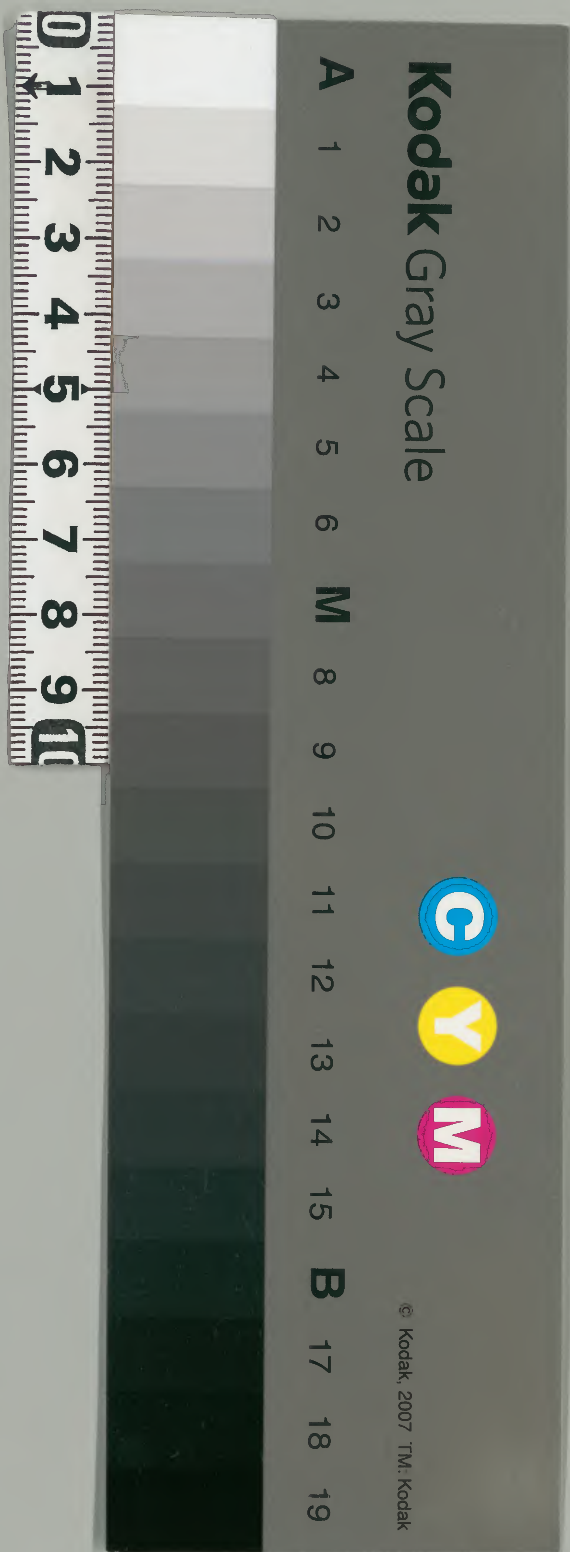 Kodak Gray Scale
C Y M
© Kodak, 2007 TM: Kodak
A 1 2 3 4 5 6 M 8 9 10 11 12 13 14 15 B 17 18 19
0 1 2 3 4 5 6 7 8 9 10